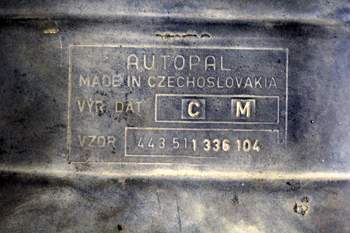 AUTOPAL
MADE IN CZECHOSLOVAKIA
VÝR DAT C M
VZOR 443 511 336 104